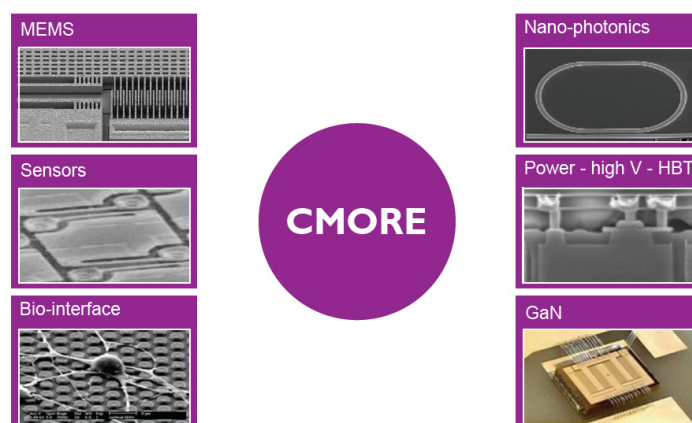 MEMS
Sensors
Bio-interface
CMORE
Nano-photonics
Power - high V - HBT
GaN